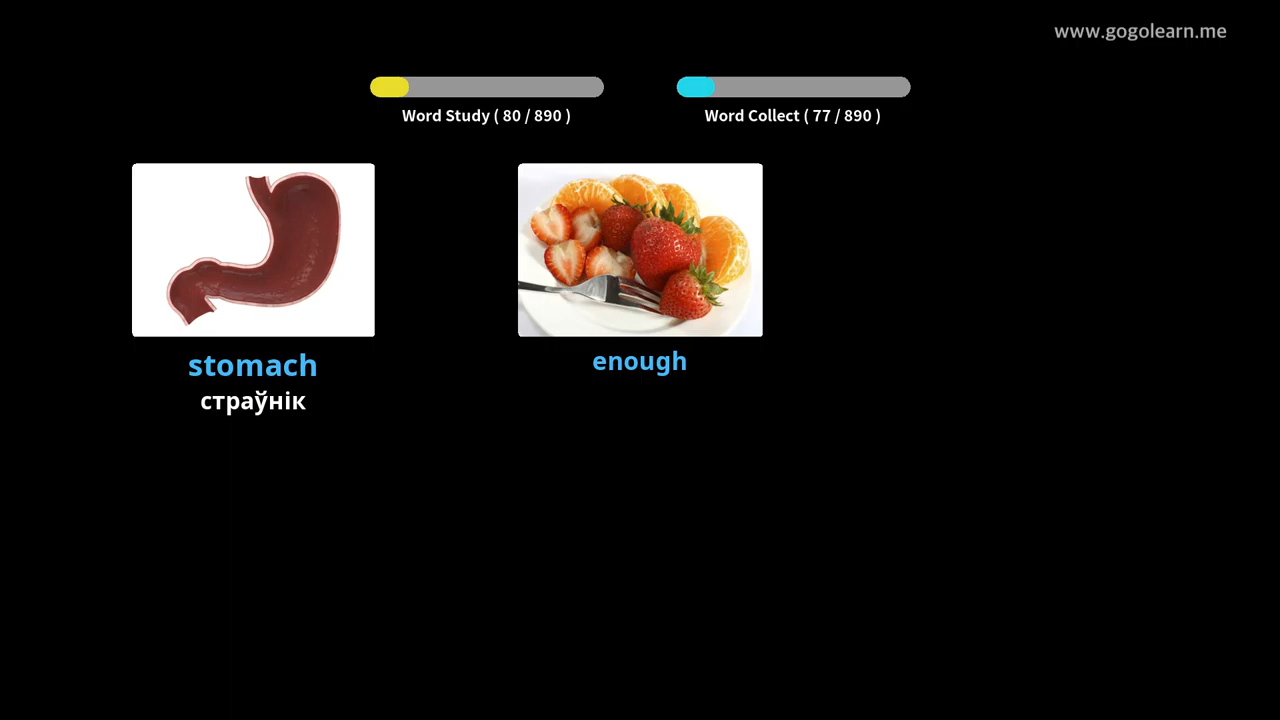 www.gogolearn.me
Word Study ( 80 / 890 )
Word Collect ( 77 / 890 )
stomach
страўнік
enough